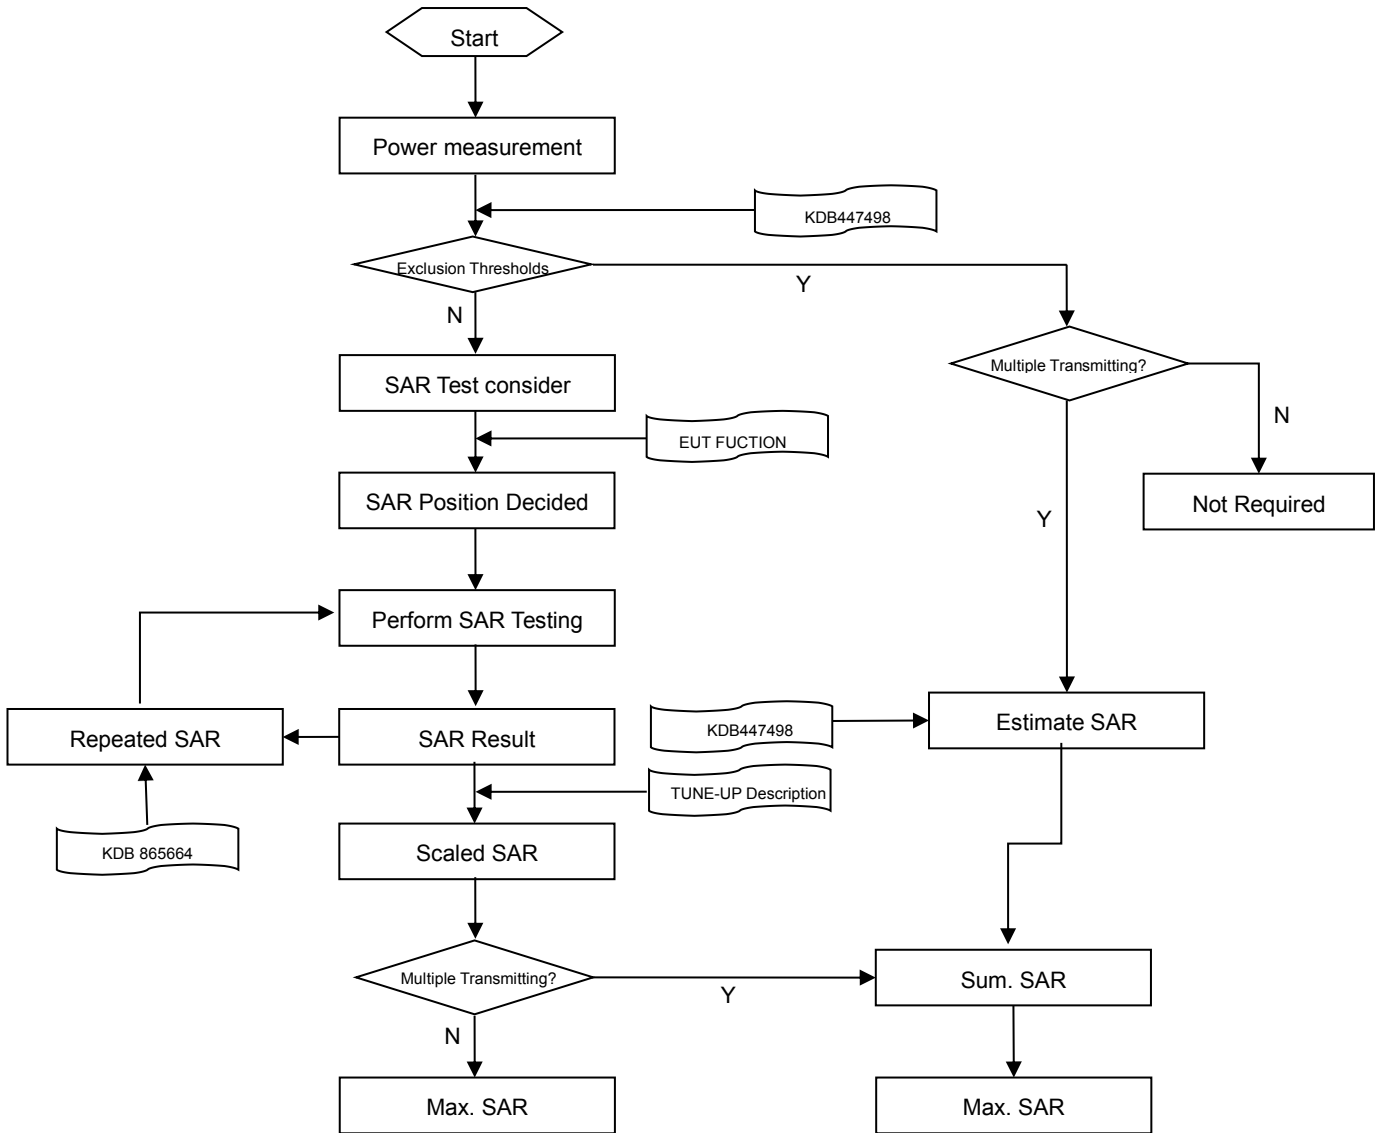 Start
Power measurement
KDB447498
Exclusion Thresholds
Y
N
Multiple Transmitting?
SAR Test consider
N
EUT FUCTION
SAR Position Decided
Not Required
Y
Perform SAR Testing
Repeated SAR
SAR Result
KDB447498
Estimate SAR
TUNE-UP Description
KDB 865664
Scaled SAR
Multiple Transmitting?
Y
Sum. SAR
N
Max. SAR
Max. SAR